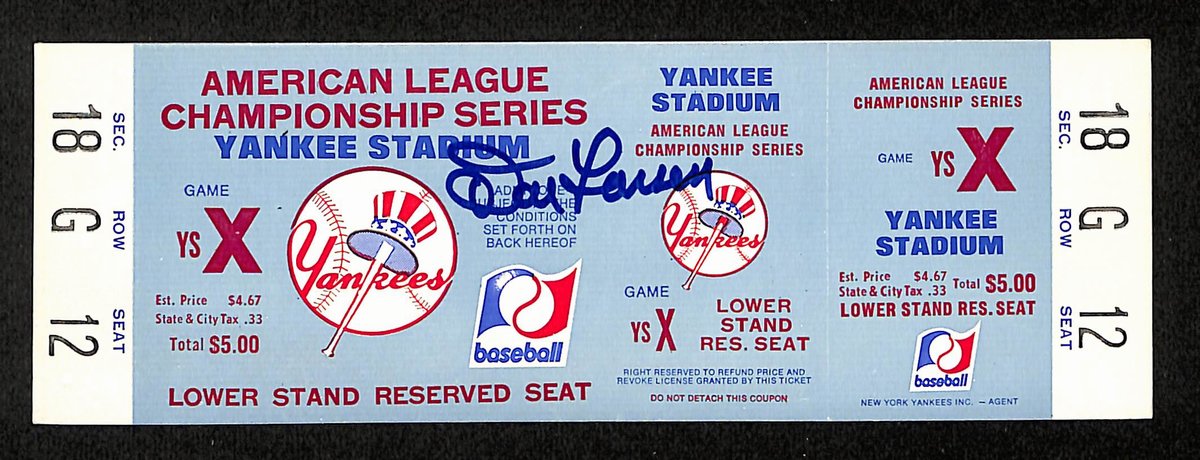 SEC. 18
ROW G
SEAT 12
AMERICAN LEAGUE
CHAMPIONSHIP SERIES
YANKEE STADIUM
GAME
YS X
Est. Price $4.67
State & City Tax .33
Total $5.00
Yankees
Don Larsen
CONDITIONS
SET FORTH ON
BACK HEREOF
baseball
LOWER STAND RESERVED SEAT
YANKEE
STADIUM
AMERICAN LEAGUE
CHAMPIONSHIP SERIES
Yankees
GAME
YS X
LOWER
STAND
RES. SEAT
RIGHT RESERVED TO REFUND PRICE AND
REVOKE LICENSE GRANTED BY THIS TICKET
DO NOT DETACH THIS COUPON
AMERICAN LEAGUE
CHAMPIONSHIP SERIES
GAME YS X
YANKEE
STADIUM
Est. Price $4.67
State & City Tax .33
Total $5.00
LOWER STAND RES. SEAT
baseball
NEW YORK YANKEES INC. – AGENT
SEC. 18
ROW G
SEAT 12